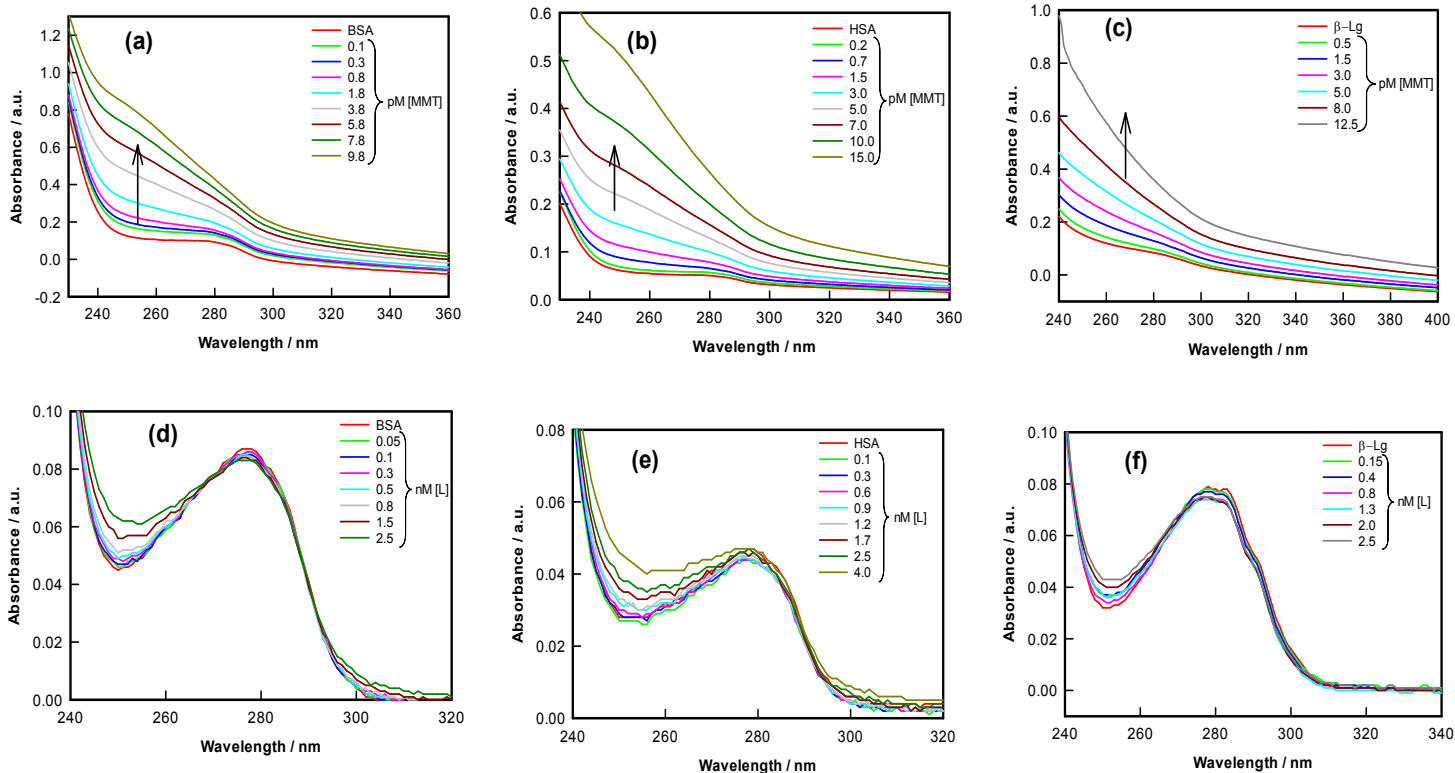 (a)
BSA
0.1
0.3
0.8
1.8
3.8
5.8
7.8
9.8
pM [MMT]
Absorbance / a.u.
1.2
1.0
0.8
0.6
0.4
0.2
0.0
-0.2
240 260 280 300 320 340 360
Wavelength / nm
(b)
HSA
0.2
0.7
1.5
3.0
5.0
7.0
10.0
15.0
pM [MMT]
Absorbance / a.u.
0.6
0.5
0.4
0.3
0.2
0.1
0.0
240 260 280 300 320 340 360
Wavelength / nm
(c)
β−Lg
0.5
1.5
3.0
5.0
8.0
12.5
pM [MMT]
Absorbance / a.u.
1.0
0.8
0.6
0.4
0.2
0.0
240 260 280 300 320 340 360 380 400
Wavelength / nm
(d)
BSA
0.05
0.1
0.3
0.5
0.8
1.5
2.5
nM [L]
Absorbance / a.u.
0.10
0.08
0.06
0.04
0.02
0.00
240 260 280 300 320
Wavelength / nm
(e)
HSA
0.1
0.3
0.6
0.9
1.2
1.7
2.5
4.0
nM [L]
Absorbance / a.u.
0.08
0.06
0.04
0.02
0.00
240 260 280 300 320
Wavelength / nm
(f)
β−Lg
0.15
0.4
0.8
1.3
2.0
2.5
nM [L]
Absorbance / a.u.
0.10
0.08
0.06
0.04
0.02
0.00
240 260 280 300 320 340
Wavelength / nm